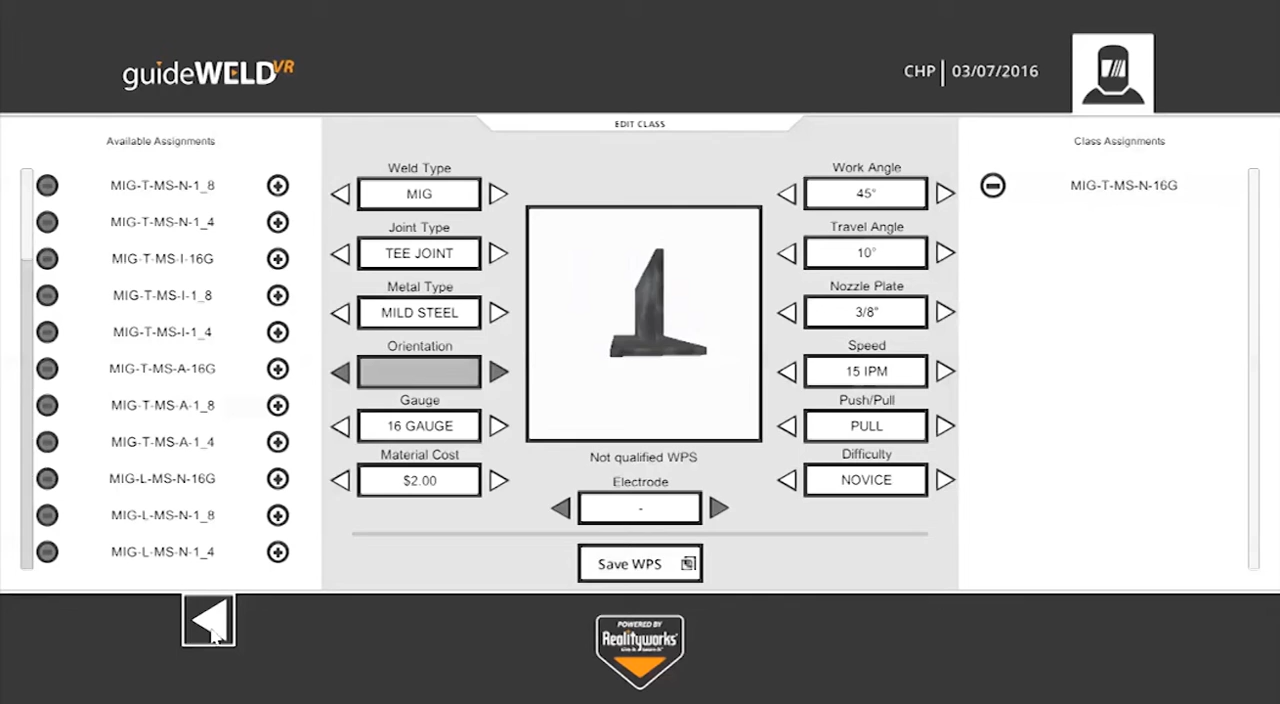 guideWELD VR
CHP | 03/07/2016
EDIT CLASS
Available Assignments
MIG-T-MS-N-1_8
MIG-T-MS-N-1_4
MIG-T-MS-I-16G
MIG-T-MS-I-1_8
MIG-T-MS-I-1_4
MIG-T-MS-A-16G
MIG-T-MS-A-1_8
MIG-T-MS-A-1_4
MIG-L-MS-N-16G
MIG-L-MS-N-1_8
MIG-L-MS-N-1_4
Weld Type
MIG
Joint Type
TEE JOINT
Metal Type
MILD STEEL
Orientation
Gauge
16 GAUGE
Material Cost
$2.00
Not qualified WPS
Electrode
-
Save WPS
Work Angle
45°
Travel Angle
10°
Nozzle Plate
3/8"
Speed
15 IPM
Push/Pull
PULL
Difficulty
NOVICE
Class Assignments
MIG-T-MS-N-16G
POWERED BY
Realityworks